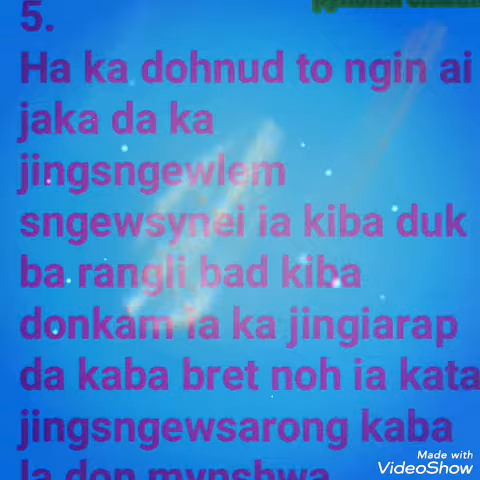 5.
Ha ka dohnud to ngin ai
jaka da ka
jingsngewlem
sngewsynei ia kiba duk
ba rangli bad kiba
donkam ia ka jingiarap
da kaba bret noh ia kata
jingsngewsarong kaba
la don mynshwa
Made with
VideoShow